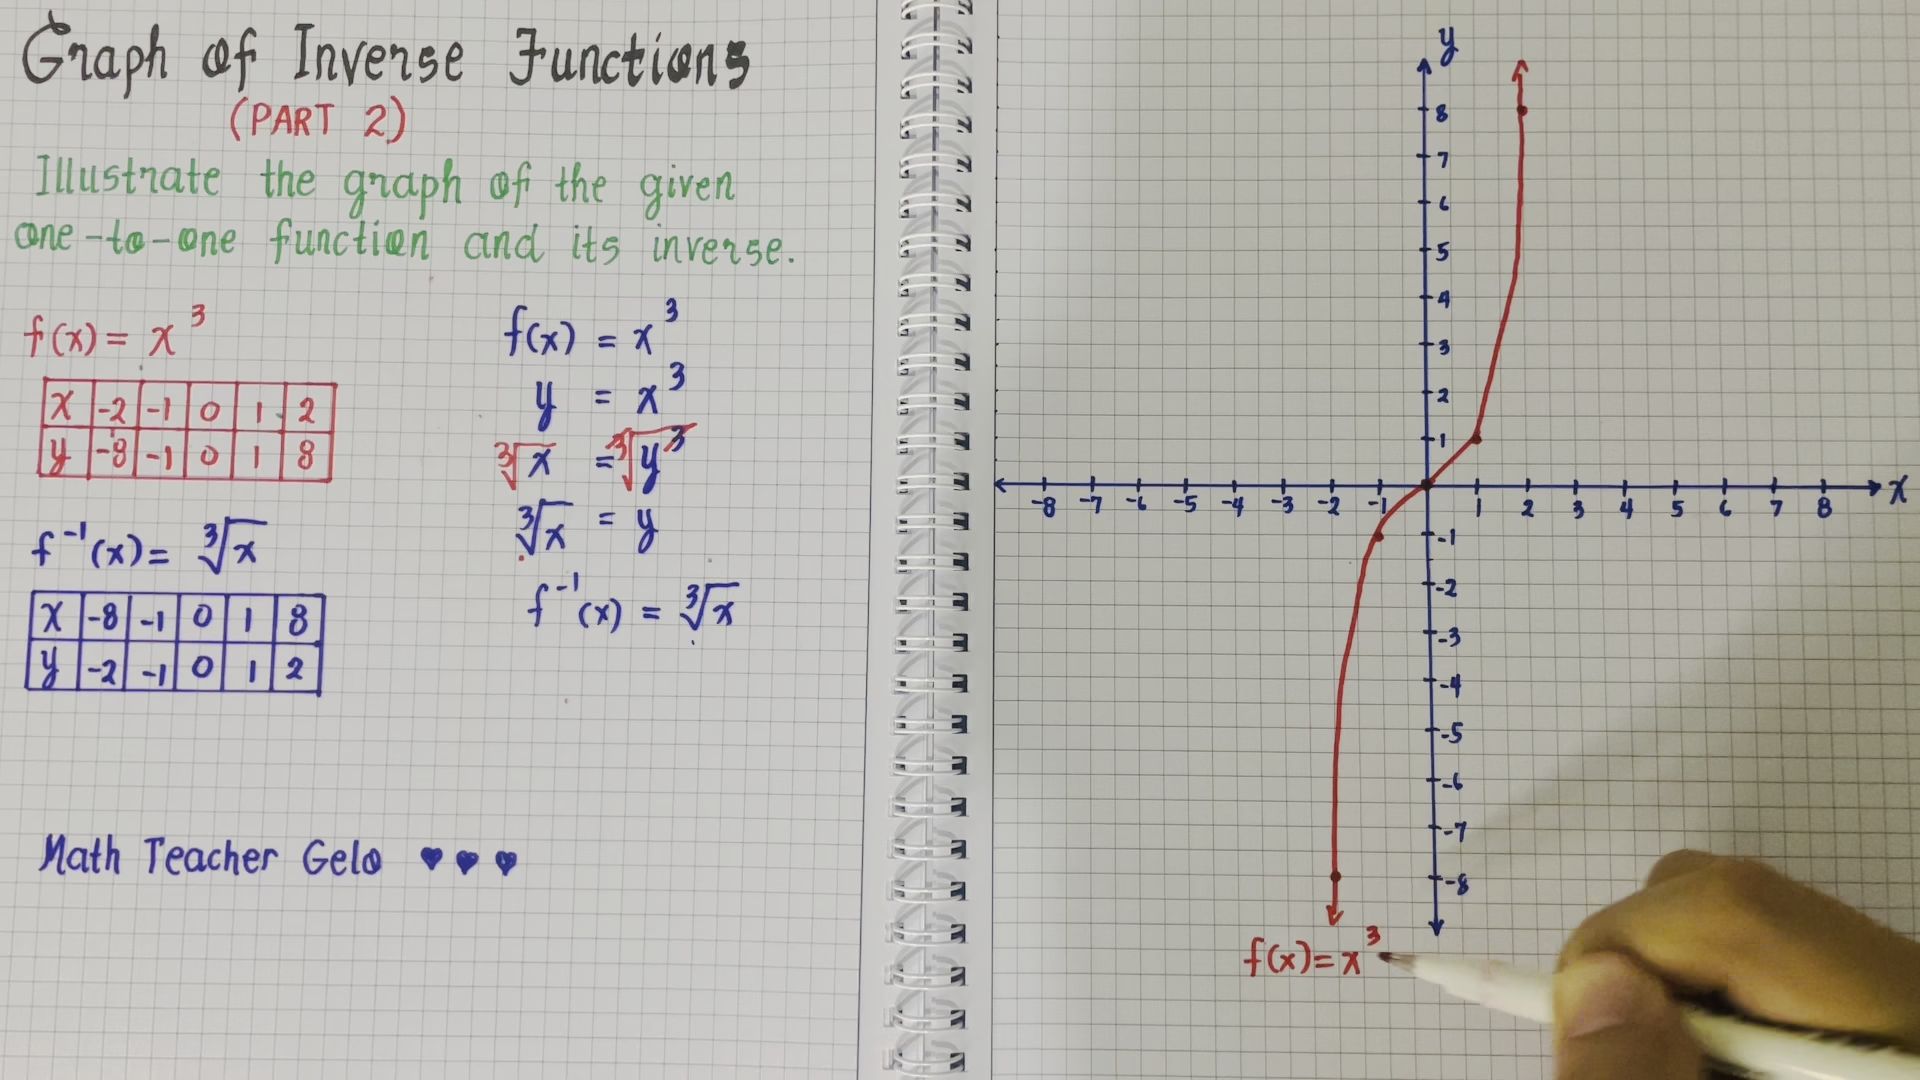 Graph of Inverse Functions
(PART 2)
Illustrate the graph of the given
one-to-one function and its inverse.
f(x) = x³
x -2 -1 0 1 2
y -8 -1 0 1 8
f⁻¹(x) = ∛x
x -8 -1 0 1 8
y -2 -1 0 1 2
f(x) = x³
y = x³
∛x = ∛y³
∛x = y
f⁻¹(x) = ∛x
Math Teacher Gelo ♥ ♥ ♥
y
8
7
6
5
4
3
2
1
-8 -7 -6 -5 -4 -3 -2 -1 1 2 3 4 5 6 7 8 x
-1
-2
-3
-4
-5
-6
-7
-8
f(x) = x³